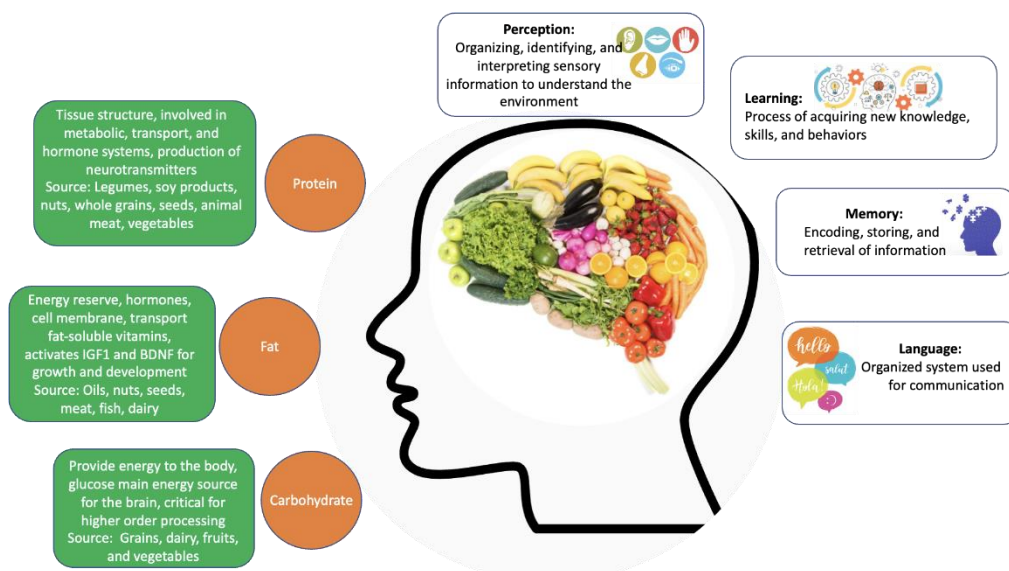 Perception:
Organizing, identifying, and
interpreting sensory
information to understand the
environment
Learning:
Process of acquiring new knowledge,
skills, and behaviors
Memory:
Encoding, storing, and
retrieval of information
hello
salut
Hola!
:)
Language:
Organized system used
for communication
Tissue structure, involved in
metabolic, transport, and
hormone systems, production of
neurotransmitters
Source: Legumes, soy products,
nuts, whole grains, seeds, animal
meat, vegetables
Protein
Energy reserve, hormones,
cell membrane, transport
fat-soluble vitamins,
activates IGF1 and BDNF for
growth and development
Source: Oils, nuts, seeds,
meat, fish, dairy
Fat
Provide energy to the body,
glucose main energy source
for the brain, critical for
higher order processing
Source: Grains, dairy, fruits,
and vegetables
Carbohydrate